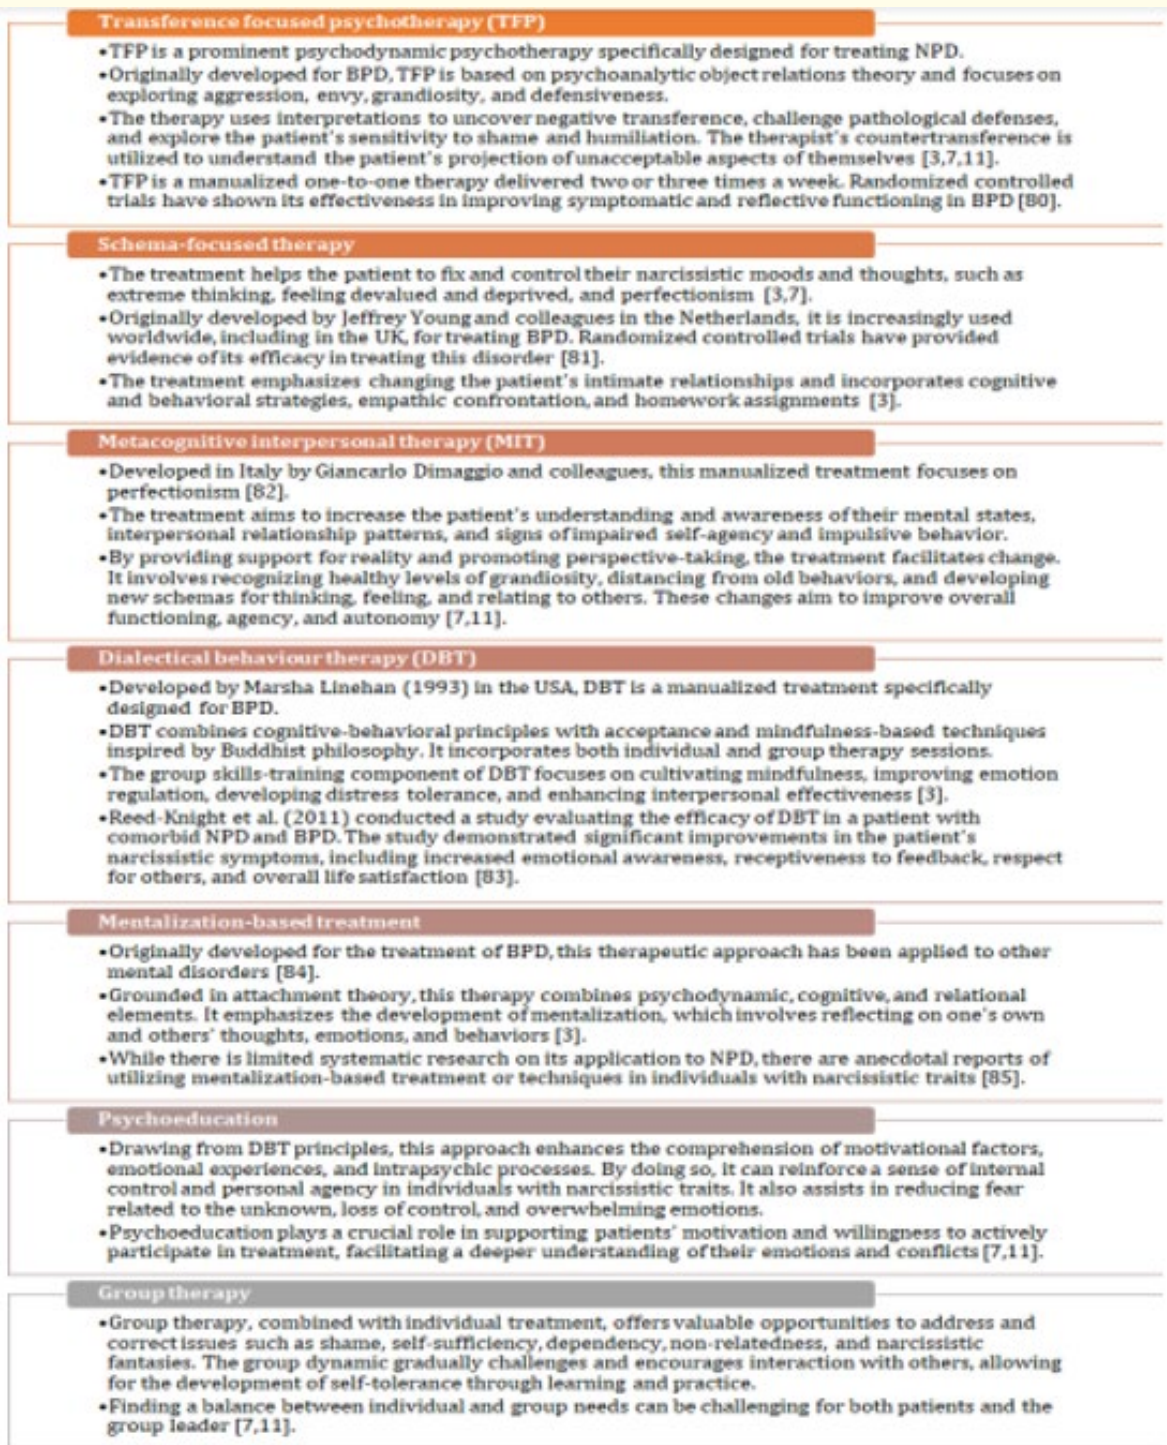 Transference focused psychotherapy (TFP)
•TFP is a prominent psychodynamic psychotherapy specifically designed for treating NPD.
•Originally developed for BPD, TFP is based on psychoanalytic object relations theory and focuses on
exploring aggression, envy, grandiosity, and defensiveness.
•The therapy uses interpretations to uncover negative transference, challenge pathological defenses,
and explore the patient's sensitivity to shame and humiliation. The therapist's countertransference is
utilized to understand the patient's projection of unacceptable aspects of themselves [3,7,11].
•TFP is a manualized one-to-one therapy delivered two or three times a week. Randomized controlled
trials have shown its effectiveness in improving symptomatic and reflective functioning in BPD [80].
Schema-focused therapy
•The treatment helps the patient to fix and control their narcissistic moods and thoughts, such as
extreme thinking, feeling devalued and deprived, and perfectionism [3,7].
•Originally developed by Jeffrey Young and colleagues in the Netherlands, it is increasingly used
worldwide, including in the UK, for treating BPD. Randomized controlled trials have provided
evidence of its efficacy in treating this disorder [81].
•The treatment emphasizes changing the patient's intimate relationships and incorporates cognitive
and behavioral strategies, empathic confrontation, and homework assignments [3].
Metacognitive interpersonal therapy (MIT)
•Developed in Italy by Giancarlo Dimaggio and colleagues, this manualized treatment focuses on
perfectionism [82].
•The treatment aims to increase the patient's understanding and awareness of their mental states,
interpersonal relationship patterns, and signs of impaired self-agency and impulsive behavior.
•By providing support for reality and promoting perspective-taking, the treatment facilitates change.
It involves recognizing healthy levels of grandiosity, distancing from old behaviors, and developing
new schemas for thinking, feeling, and relating to others. These changes aim to improve overall
functioning, agency, and autonomy [7,11].
Dialectical behaviour therapy (DBT)
•Developed by Marsha Linehan (1993) in the USA, DBT is a manualized treatment specifically
designed for BPD.
•DBT combines cognitive-behavioral principles with acceptance and mindfulness-based techniques
inspired by Buddhist philosophy. It incorporates both individual and group therapy sessions.
•The group skills-training component of DBT focuses on cultivating mindfulness, improving emotion
regulation, developing distress tolerance, and enhancing interpersonal effectiveness [3].
•Reed-Knight et al. (2011) conducted a study evaluating the efficacy of DBT in a patient with
comorbid NPD and BPD. The study demonstrated significant improvements in the patient's
narcissistic symptoms, including increased emotional awareness, receptiveness to feedback, respect
for others, and overall life satisfaction [83].
Mentalization-based treatment
•Originally developed for the treatment of BPD, this therapeutic approach has been applied to other
mental disorders [84].
•Grounded in attachment theory, this therapy combines psychodynamic, cognitive, and relational
elements. It emphasizes the development of mentalization, which involves reflecting on one's own
and others' thoughts, emotions, and behaviors [3].
•While there is limited systematic research on its application to NPD, there are anecdotal reports of
utilizing mentalization-based treatment or techniques in individuals with narcissistic traits [85].
Psychoeducation
•Drawing from DBT principles, this approach enhances the comprehension of motivational factors,
emotional experiences, and intrapsychic processes. By doing so, it can reinforce a sense of internal
control and personal agency in individuals with narcissistic traits. It also assists in reducing fear
related to the unknown, loss of control, and overwhelming emotions.
•Psychoeducation plays a crucial role in supporting patients' motivation and willingness to actively
participate in treatment, facilitating a deeper understanding of their emotions and conflicts [7,11].
Group therapy
•Group therapy, combined with individual treatment, offers valuable opportunities to address and
correct issues such as shame, self-sufficiency, dependency, non-relatedness, and narcissistic
fantasies. The group dynamic gradually challenges and encourages interaction with others, allowing
for the development of self-tolerance through learning and practice.
•Finding a balance between individual and group needs can be challenging for both patients and the
group leader [7,11].